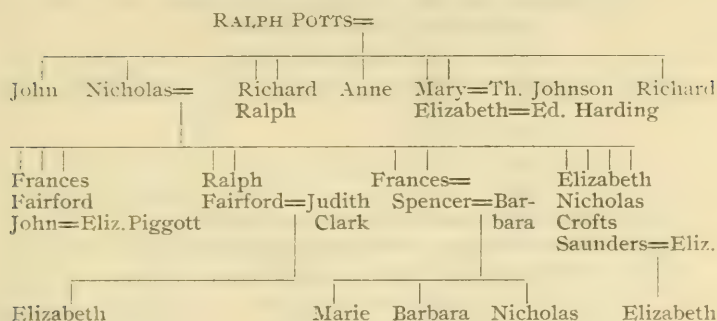 RALPH POTTS=
John Nicholas= Richard Anne Mary=Th. Johnson Richard
Ralph Elizabeth=Ed. Harding
Frances Ralph Frances= Elizabeth
Fairford Fairford=Judith Spencer=Bar- Nicholas
John=Eliz. Piggott Clark bara Crofts
Saunders=Eliz.
Elizabeth Marie Barbara Nicholas Elizabeth